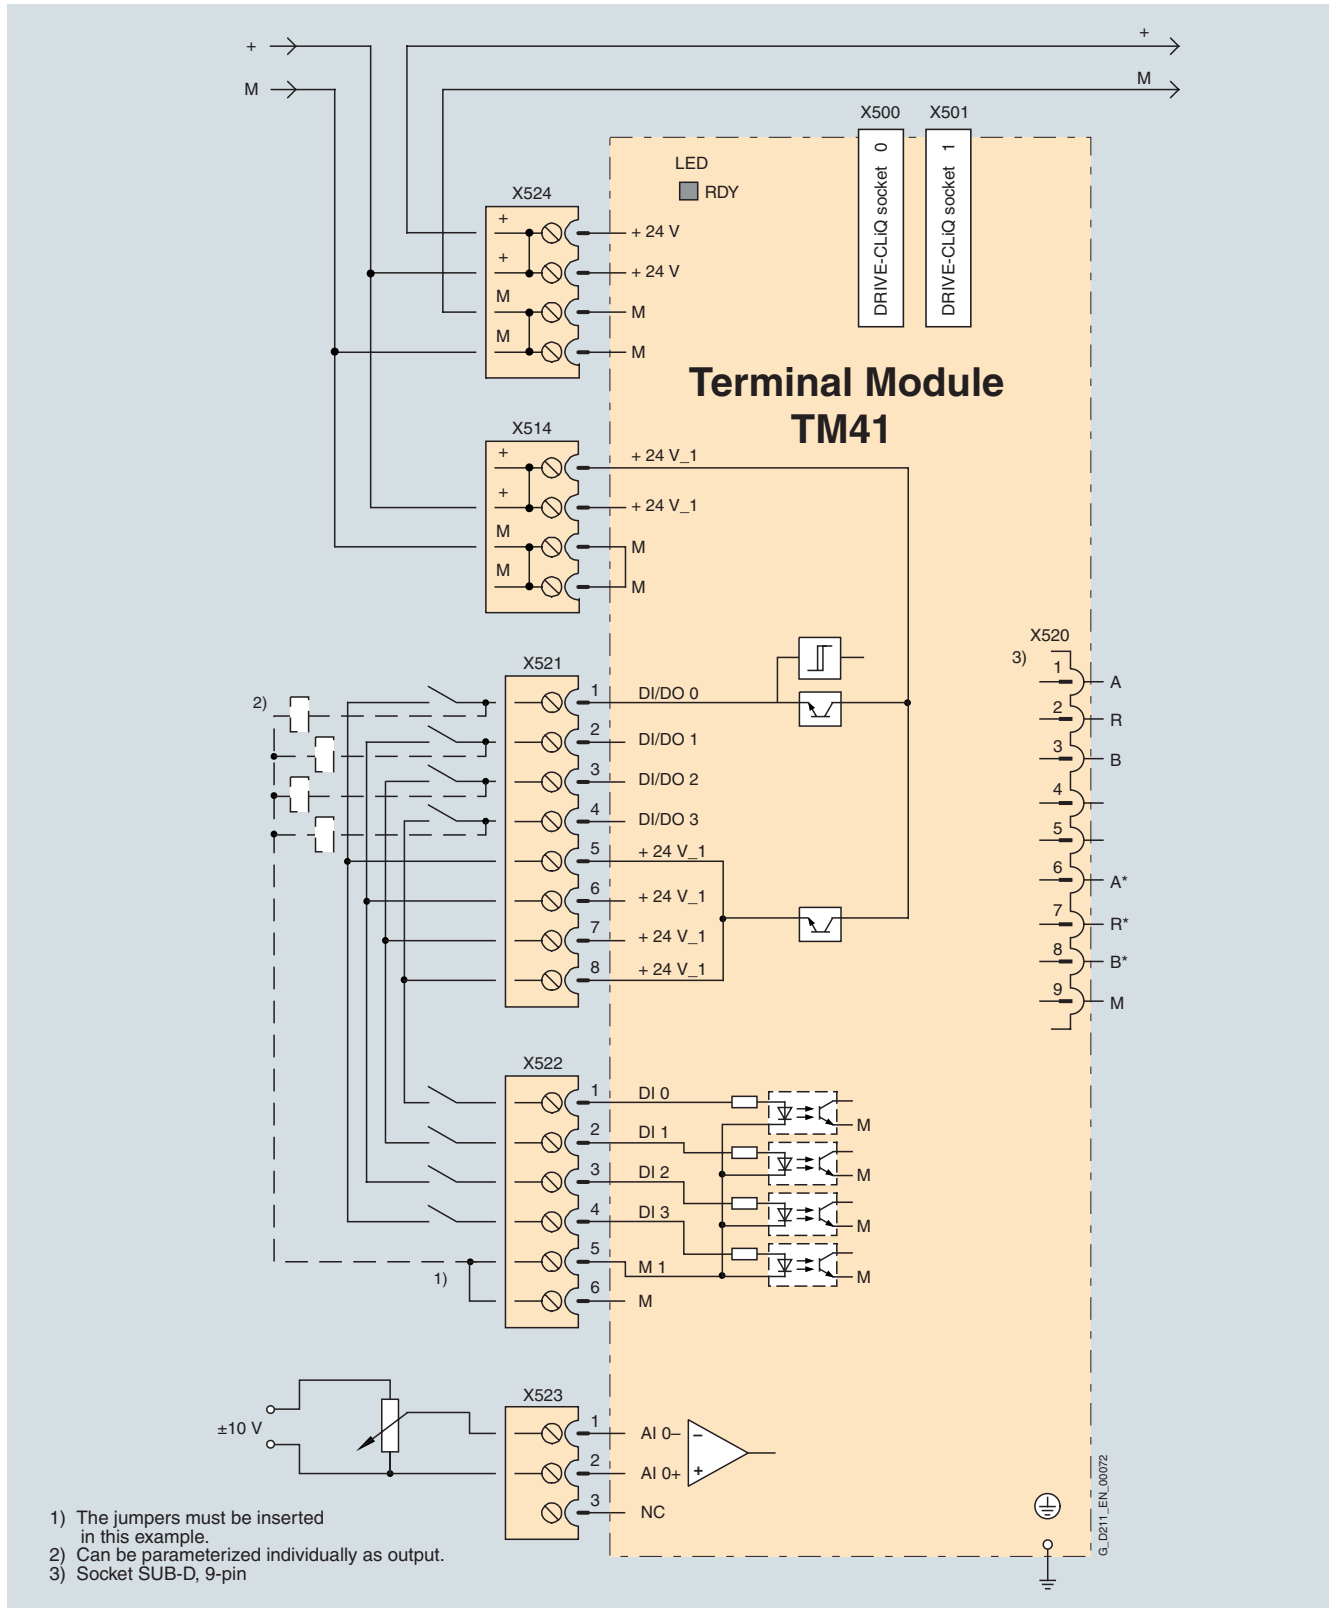 +
+
M
M
X500
X501
DRIVE-CLiQ socket 0
DRIVE-CLiQ socket 1
LED
RDY
X524
+
+ 24 V
+
+ 24 V
M
M
M
M
Terminal Module
TM41
X514
+
+ 24 V_1
+
+ 24 V_1
M
M
M
M
X520
3)
1
A
2
R
3
B
4
5
6
A*
7
R*
8
B*
9
M
X521
2)
1
DI/DO 0
2
DI/DO 1
3
DI/DO 2
4
DI/DO 3
5
+ 24 V_1
6
+ 24 V_1
7
+ 24 V_1
8
+ 24 V_1
X522
1
DI 0
M
2
DI 1
M
3
DI 2
M
4
DI 3
M
5
M 1
1)
6
M
X523
±10 V
1
AI 0–
–
2
AI 0+
+
3
NC
G_D211_EN_00072
1) The jumpers must be inserted
in this example.
2) Can be parameterized individually as output.
3) Socket SUB-D, 9-pin